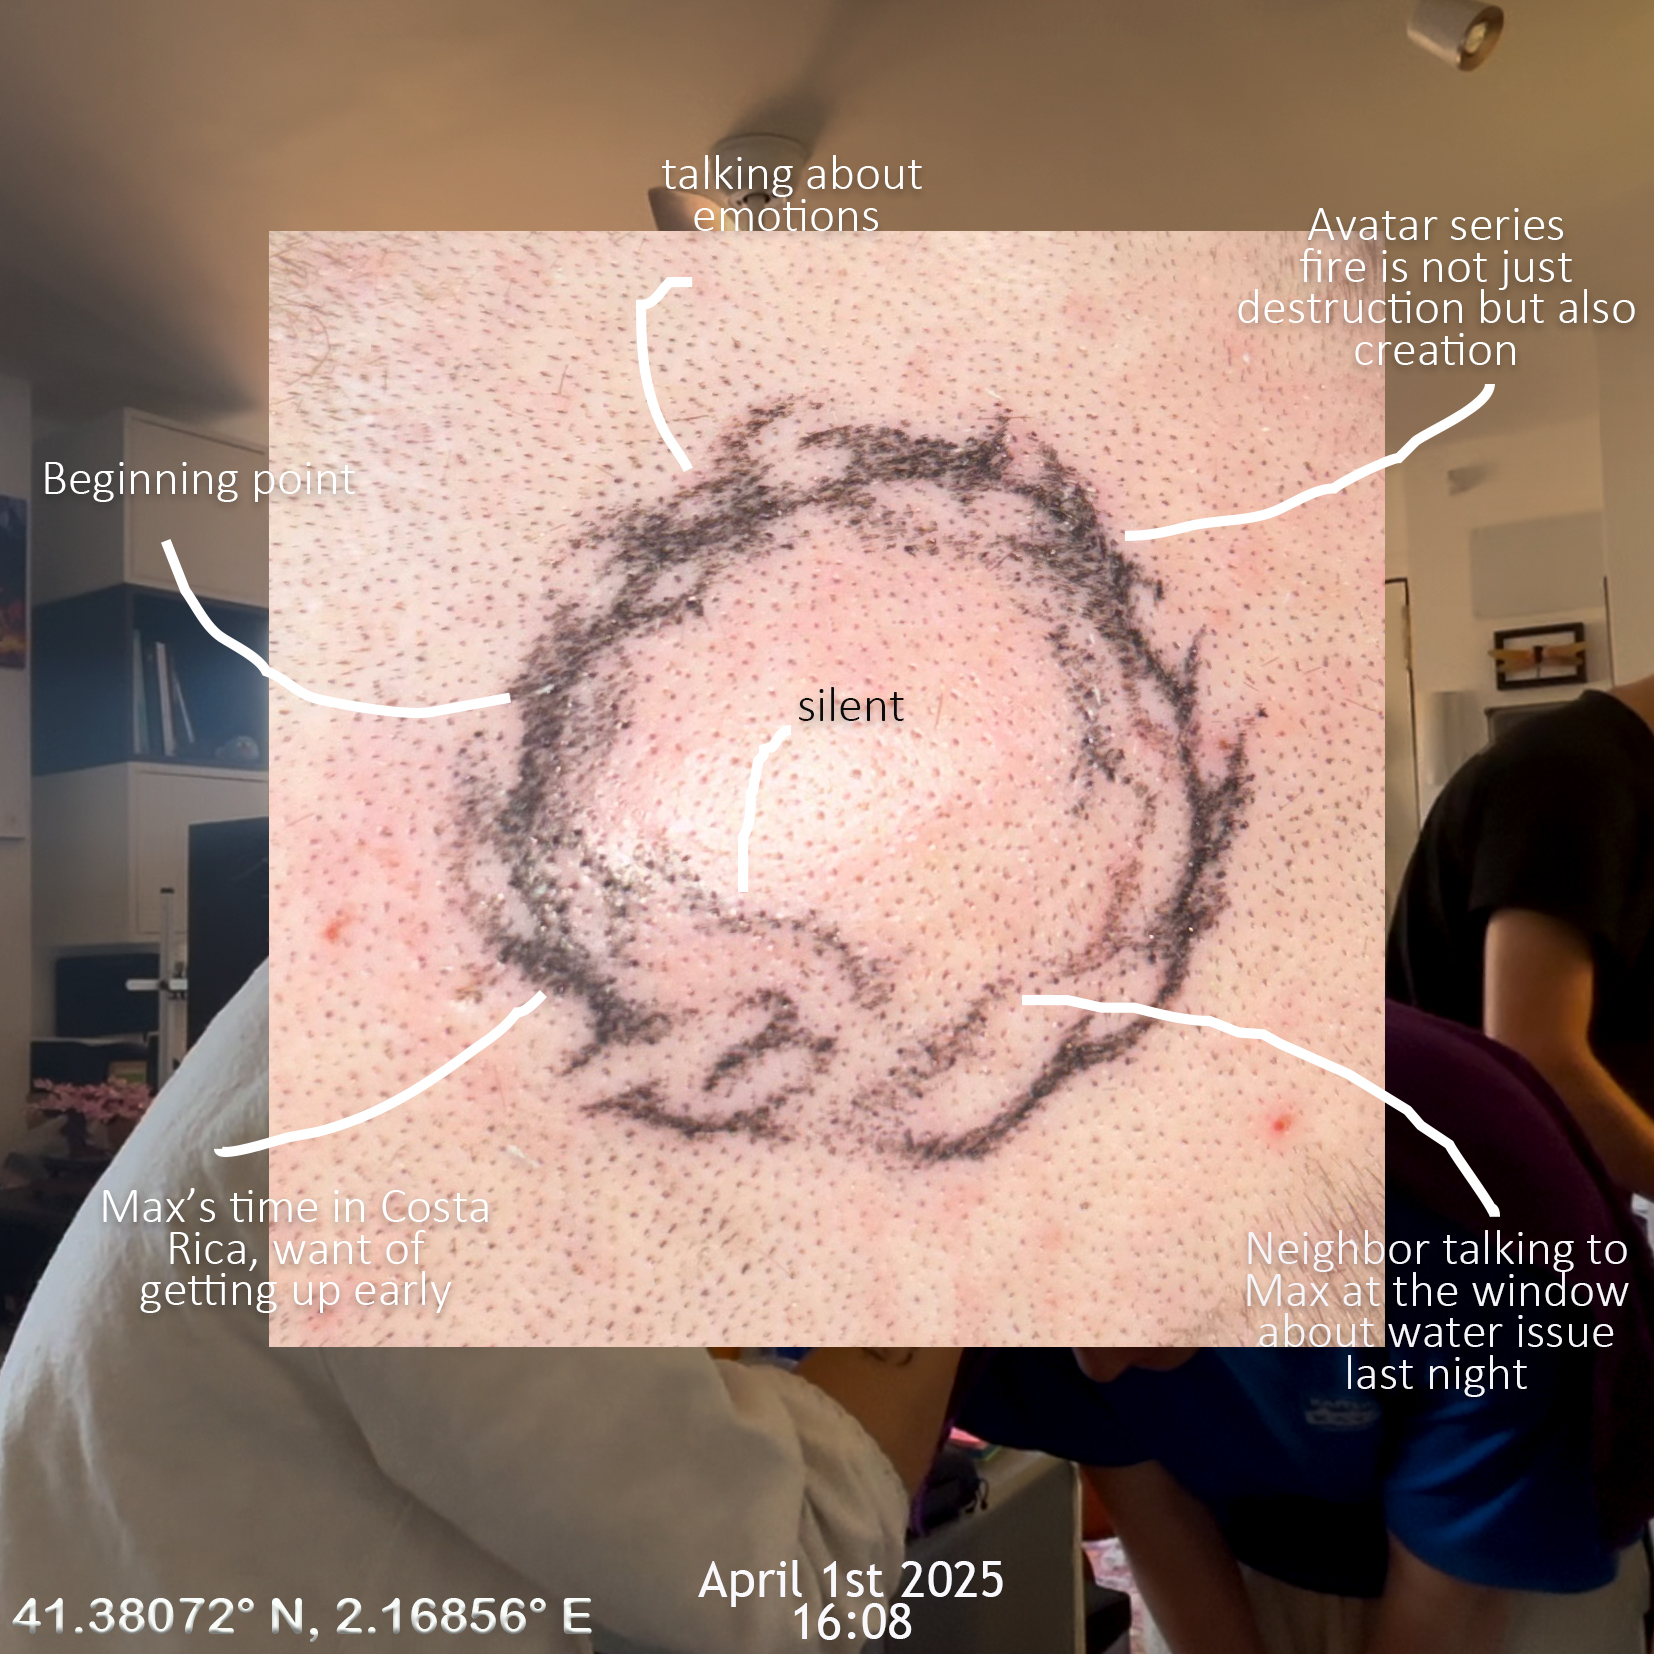 talking about
emotions
Avatar series
fire is not just
destruction but also
creation
Beginning point
silent
Max’s time in Costa
Rica, want of
getting up early
Neighbor talking to
Max at the window
about water issue
last night
April 1st 2025
16:08
41.38072° N, 2.16856° E